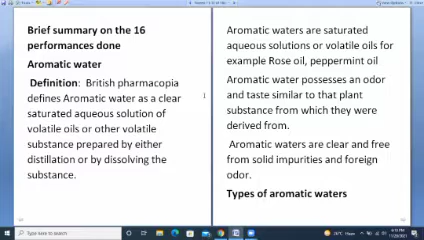 Brief summary on the 16
performances done
Aromatic water
Definition: British pharmacopia
defines Aromatic water as a clear
saturated aqueous solution of
volatile oils or other volatile
substance prepared by either
distillation or by dissolving the
substance.
Aromatic waters are saturated
aqueous solutions or volatile oils for
example Rose oil, peppermint oil
Aromatic water possesses an odor
and taste similar to that plant
substance from which they were
derived from.
Aromatic waters are clear and free
from solid impurities and foreign
odor.
Types of aromatic waters
Type here to search